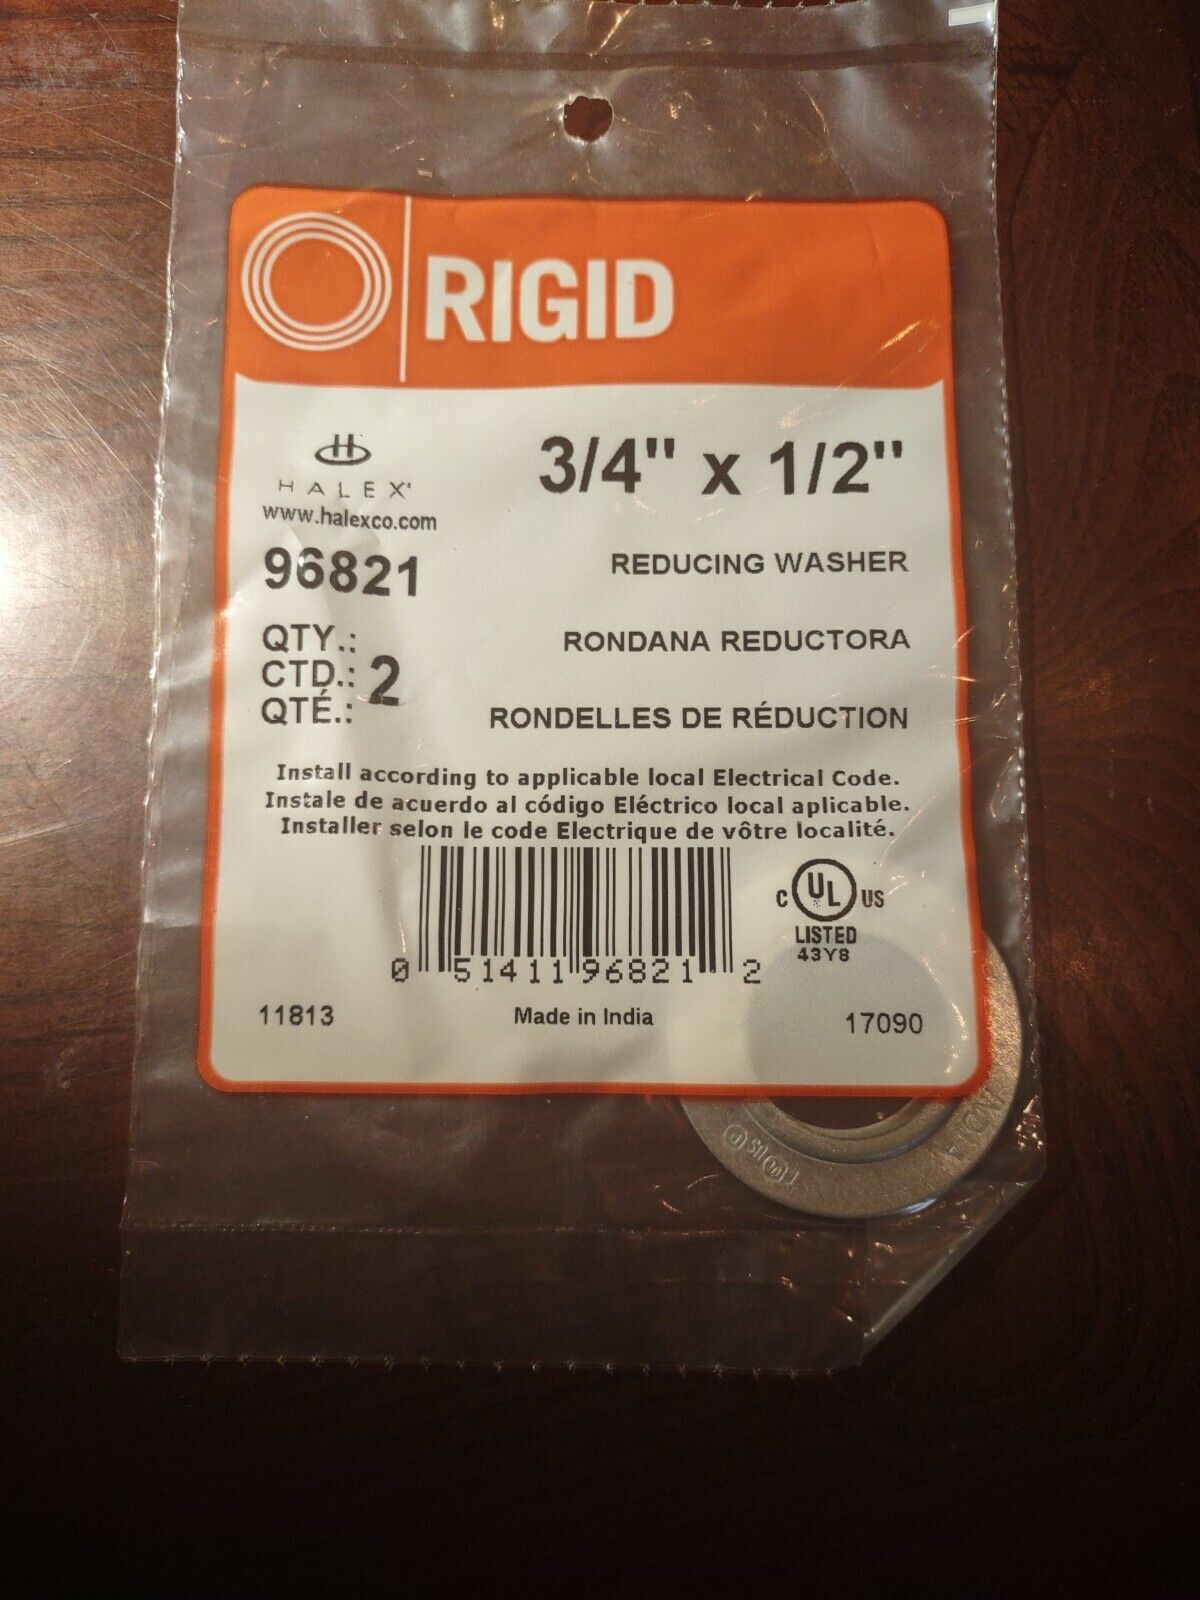 RIGID
H
HALEX
www.halexco.com
96821
QTY.:
CTD.: 2
QTÉ.:
3/4" x 1/2"
REDUCING WASHER
RONDANA REDUCTORA
RONDELLES DE RÉDUCTION
Install according to applicable local Electrical Code.
Instale de acuerdo al código Eléctrico local aplicable.
Installer selon le code Electrique de vôtre localité.
0 51411 96821 2
C UL US
LISTED
43Y8
11813
Made in India
17090